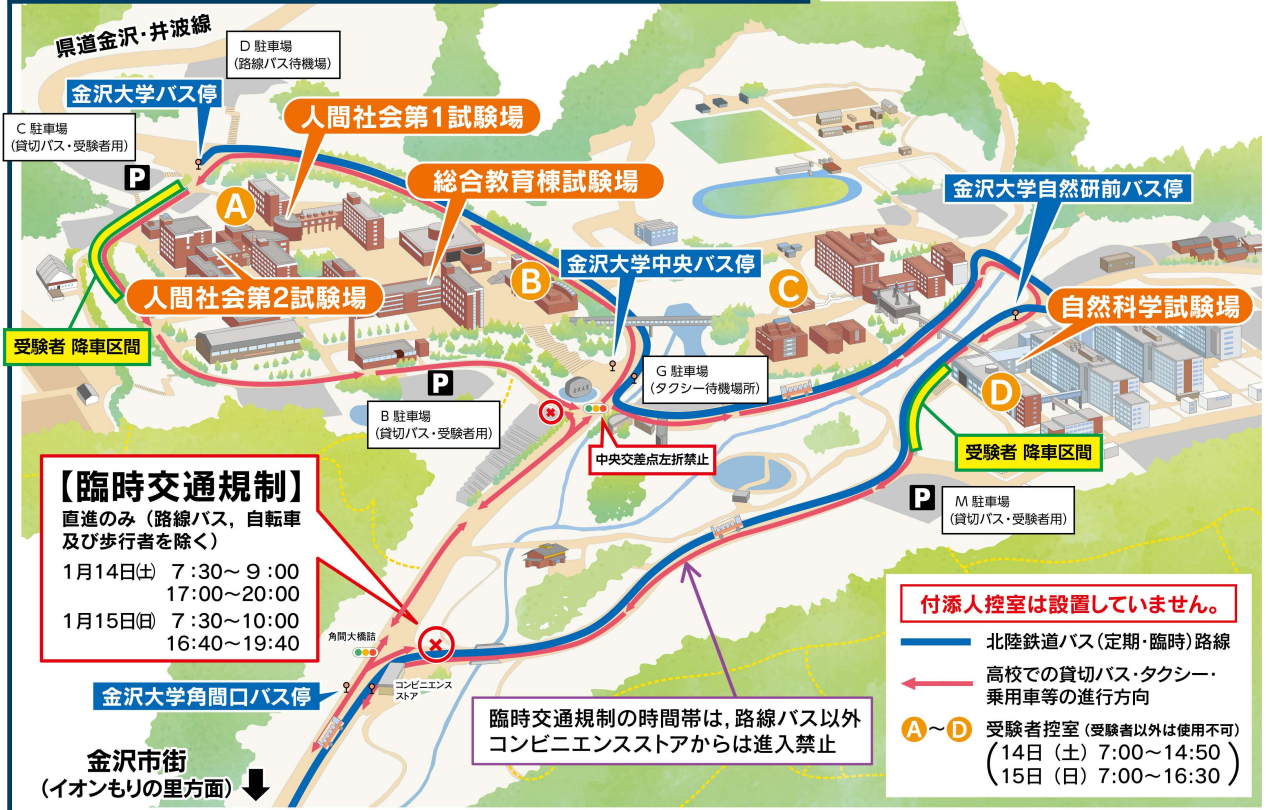 県道金沢・井波線
D 駐車場
(路線バス待機場)
金沢大学バス停
C 駐車場
(貸切バス・受験者用)
P
人間社会第1試験場
A
総合教育棟試験場
金沢大学自然研前バス停
金沢大学中央バス停
B
C
人間社会第2試験場
自然科学試験場
受験者 降車区間
G 駐車場
(タクシー待機場所)
P
D
B 駐車場
(貸切バス・受験者用)
中央交差点左折禁止
受験者 降車区間
P
M 駐車場
(貸切バス・受験者用)
【臨時交通規制】
直進のみ(路線バス,自転車
及び歩行者を除く)
1月14日(土) 7:30~9:00
17:00~20:00
1月15日(日) 7:30~10:00
16:40~19:40
角間大橋詰
コンビニエンス
ストア
金沢大学角間口バス停
金沢市街
(イオンもりの里方面)
臨時交通規制の時間帯は,路線バス以外
コンビニエンスストアからは進入禁止
付添人控室は設置していません。
北陸鉄道バス(定期・臨時)路線
高校での貸切バス・タクシー・
乗用車等の進行方向
A~D 受験者控室(受験者以外は使用不可)
(14日(土)7:00~14:50
15日(日)7:00~16:30)